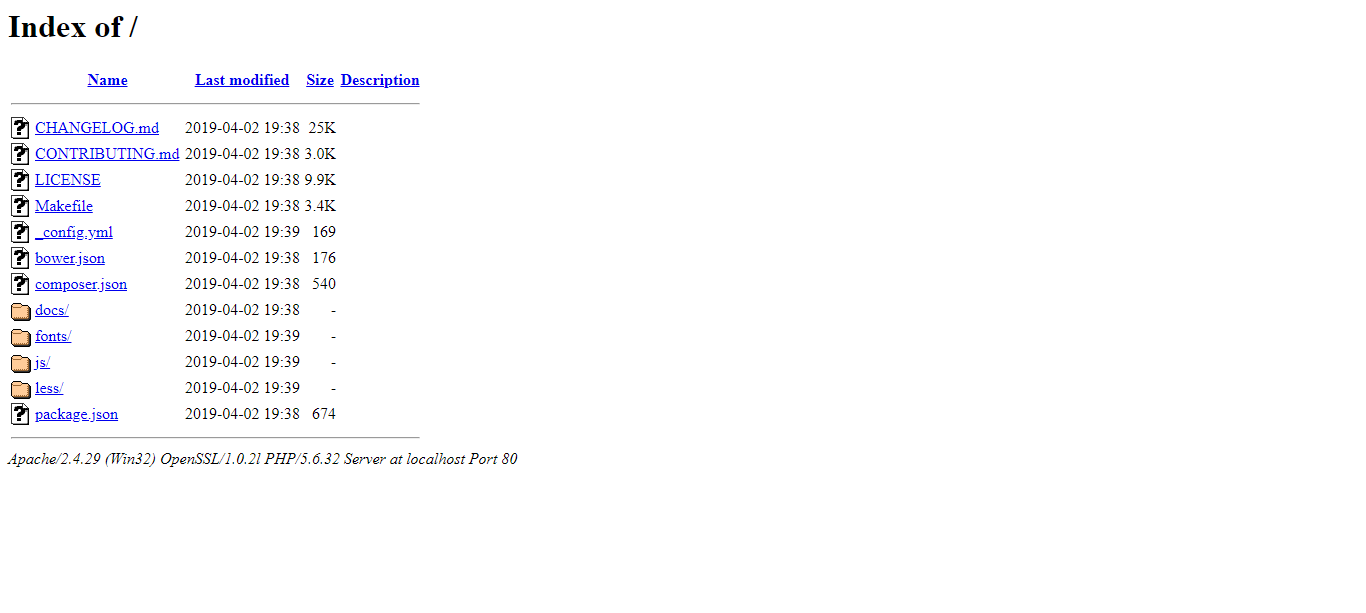 Index of /
Name Last modified Size Description
CHANGELOG.md 2019-04-02 19:38 25K
CONTRIBUTING.md 2019-04-02 19:38 3.0K
LICENSE 2019-04-02 19:38 9.9K
Makefile 2019-04-02 19:38 3.4K
_config.yml 2019-04-02 19:39 169
bower.json 2019-04-02 19:38 176
composer.json 2019-04-02 19:38 540
docs/ 2019-04-02 19:38 -
fonts/ 2019-04-02 19:39 -
js/ 2019-04-02 19:39 -
less/ 2019-04-02 19:39 -
package.json 2019-04-02 19:38 674
Apache/2.4.29 (Win32) OpenSSL/1.0.2l PHP/5.6.32 Server at localhost Port 80